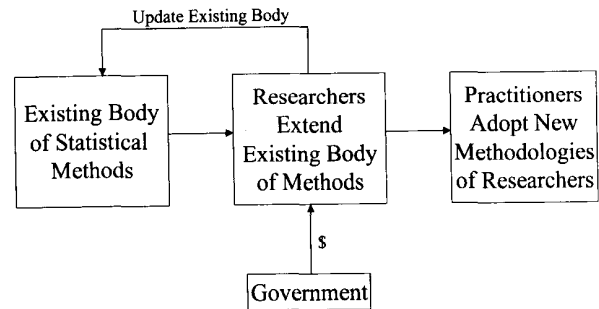 Update Existing Body
Existing Body
of Statistical
Methods
Researchers
Extend
Existing Body
of Methods
Practitioners
Adopt New
Methodologies
of Researchers
$
Government